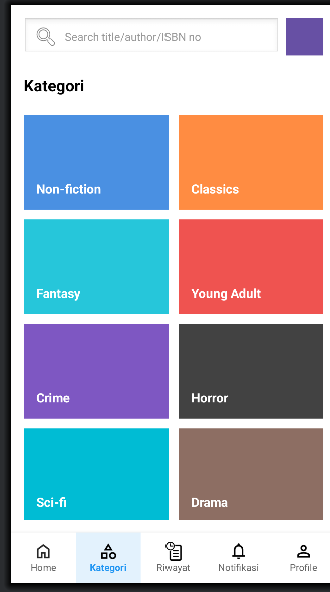 Search title/author/ISBN no
Kategori
Non-fiction
Classics
Fantasy
Young Adult
Crime
Horror
Sci-fi
Drama
Home
Kategori
Riwayat
Notifikasi
Profile